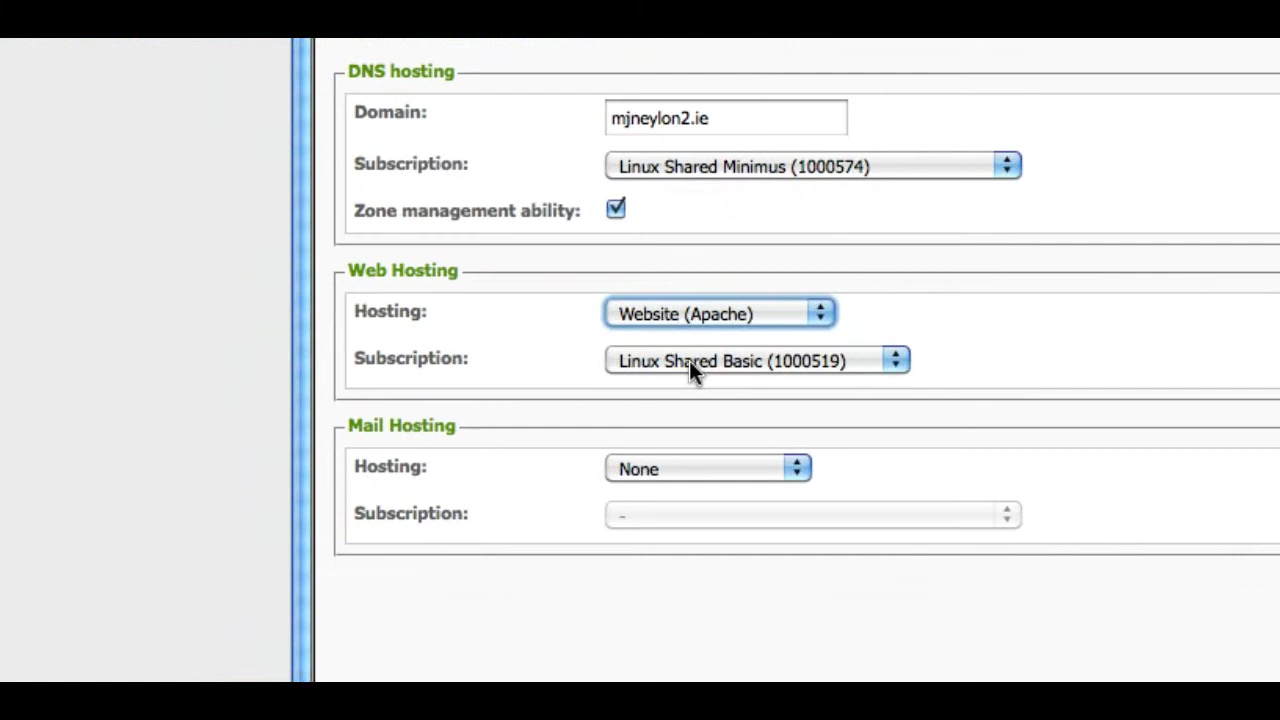 DNS hosting
Domain: mjneylon2.ie
Subscription: Linux Shared Minimus (1000574)
Zone management ability:
Web Hosting
Hosting: Website (Apache)
Subscription: Linux Shared Basic (1000519)
Mail Hosting
Hosting: None
Subscription: -